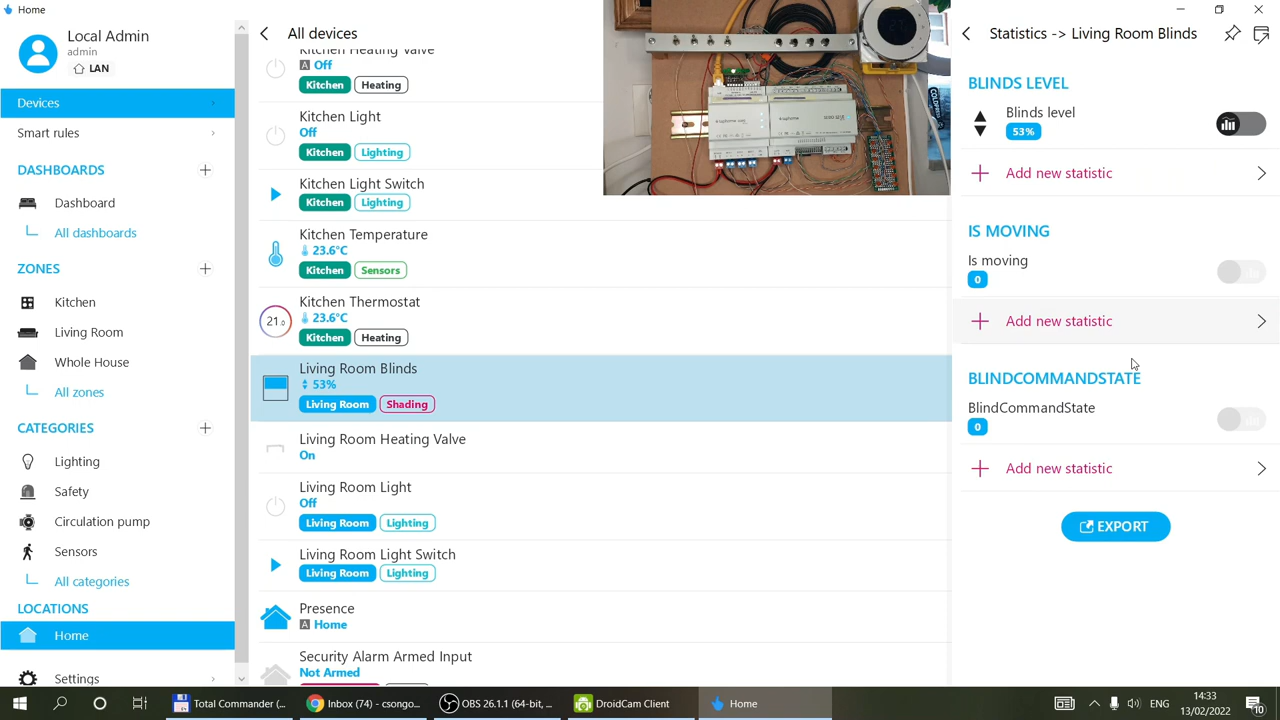 Home
Local Admin
admin
LAN
Devices
Smart rules
DASHBOARDS
Dashboard
All dashboards
ZONES
Kitchen
Living Room
Whole House
All zones
CATEGORIES
Lighting
Safety
Circulation pump
Sensors
All categories
LOCATIONS
Home
Settings
All devices
Kitchen Heating Valve
A Off
Kitchen Heating
Kitchen Light
Off
Kitchen Lighting
Kitchen Light Switch
Kitchen Lighting
Kitchen Temperature
23.6°C
Kitchen Sensors
21.0
Kitchen Thermostat
23.6°C
Kitchen Heating
Living Room Blinds
53%
Living Room Shading
Living Room Heating Valve
On
Living Room Light
Off
Living Room Lighting
Living Room Light Switch
Living Room Lighting
Presence
A Home
Security Alarm Armed Input
Not Armed
Statistics -> Living Room Blinds
BLINDS LEVEL
Blinds level
53%
Add new statistic
IS MOVING
Is moving
0
Add new statistic
BLINDCOMMANDSTATE
BlindCommandState
0
Add new statistic
EXPORT
Total Commander (...
Inbox (74) - csongo...
OBS 26.1.1 (64-bit, ...
DroidCam Client
Home
ENG
14:33
13/02/2022
10